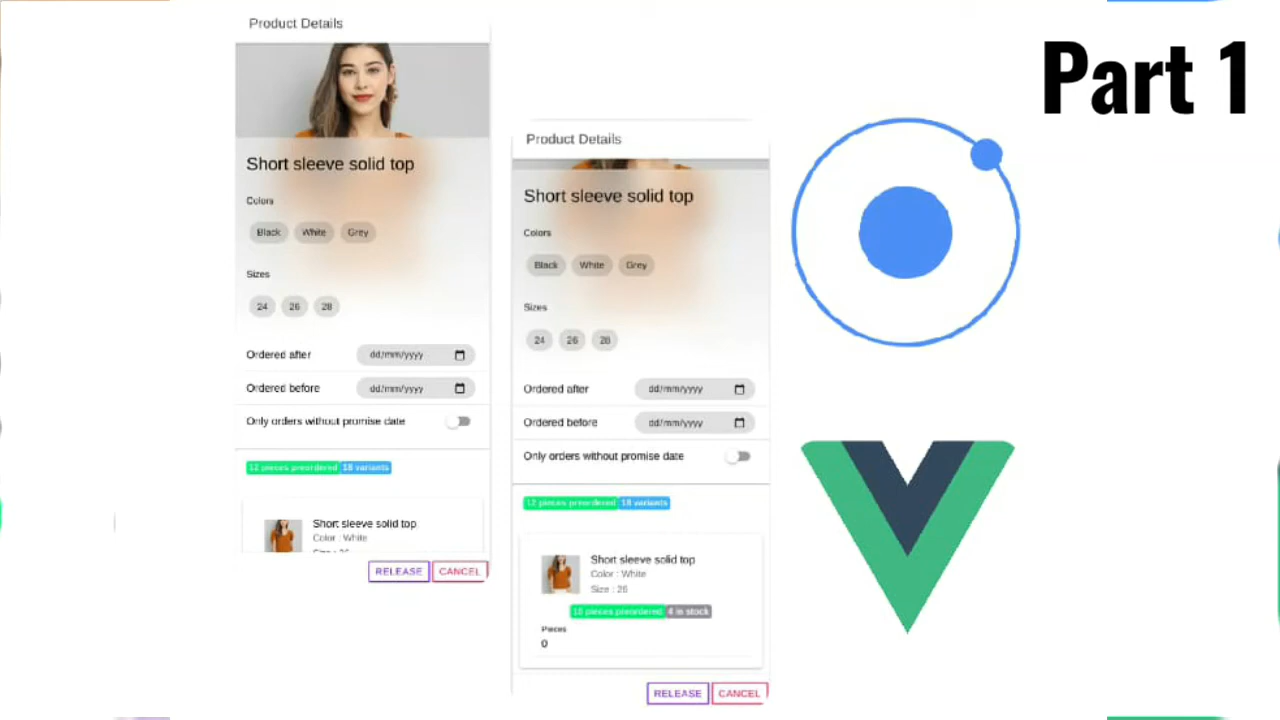 Part 1
Product Details
Short sleeve solid top
Colors
Black White Grey
Sizes
24 26 28
Ordered after dd/mm/yyyy
Ordered before dd/mm/yyyy
Only orders without promise date
12 pieces preordered 18 variants
Short sleeve solid top
Color : White
Size : 26
RELEASE CANCEL
Product Details
Short sleeve solid top
Colors
Black White Grey
Sizes
24 26 28
Ordered after dd/mm/yyyy
Ordered before dd/mm/yyyy
Only orders without promise date
12 pieces preordered 18 variants
Short sleeve solid top
Color : White
Size : 26
10 pieces preordered 4 in stock
Pieces
0
RELEASE CANCEL